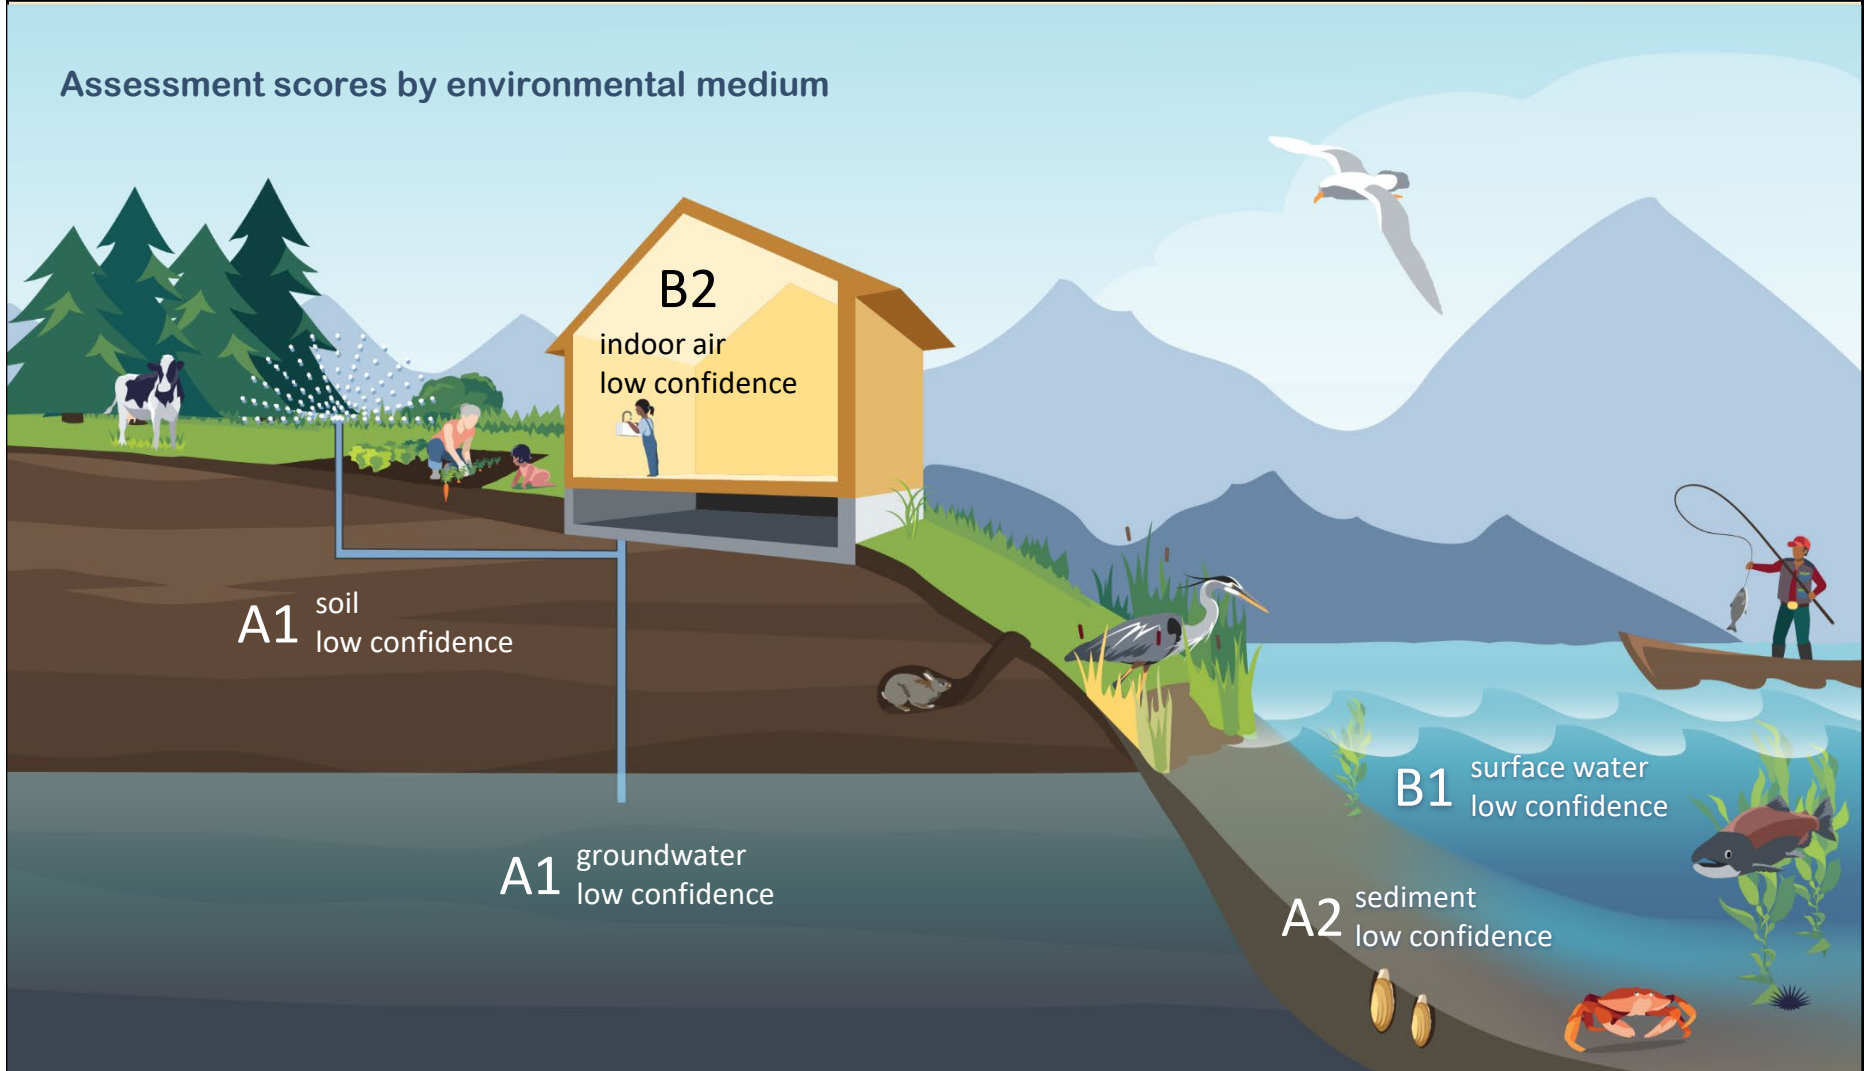 Assessment scores by environmental medium
B2
indoor air
low confidence
A1
soil
low confidence
B1
surface water
low confidence
A1
groundwater
low confidence
A2
sediment
low confidence